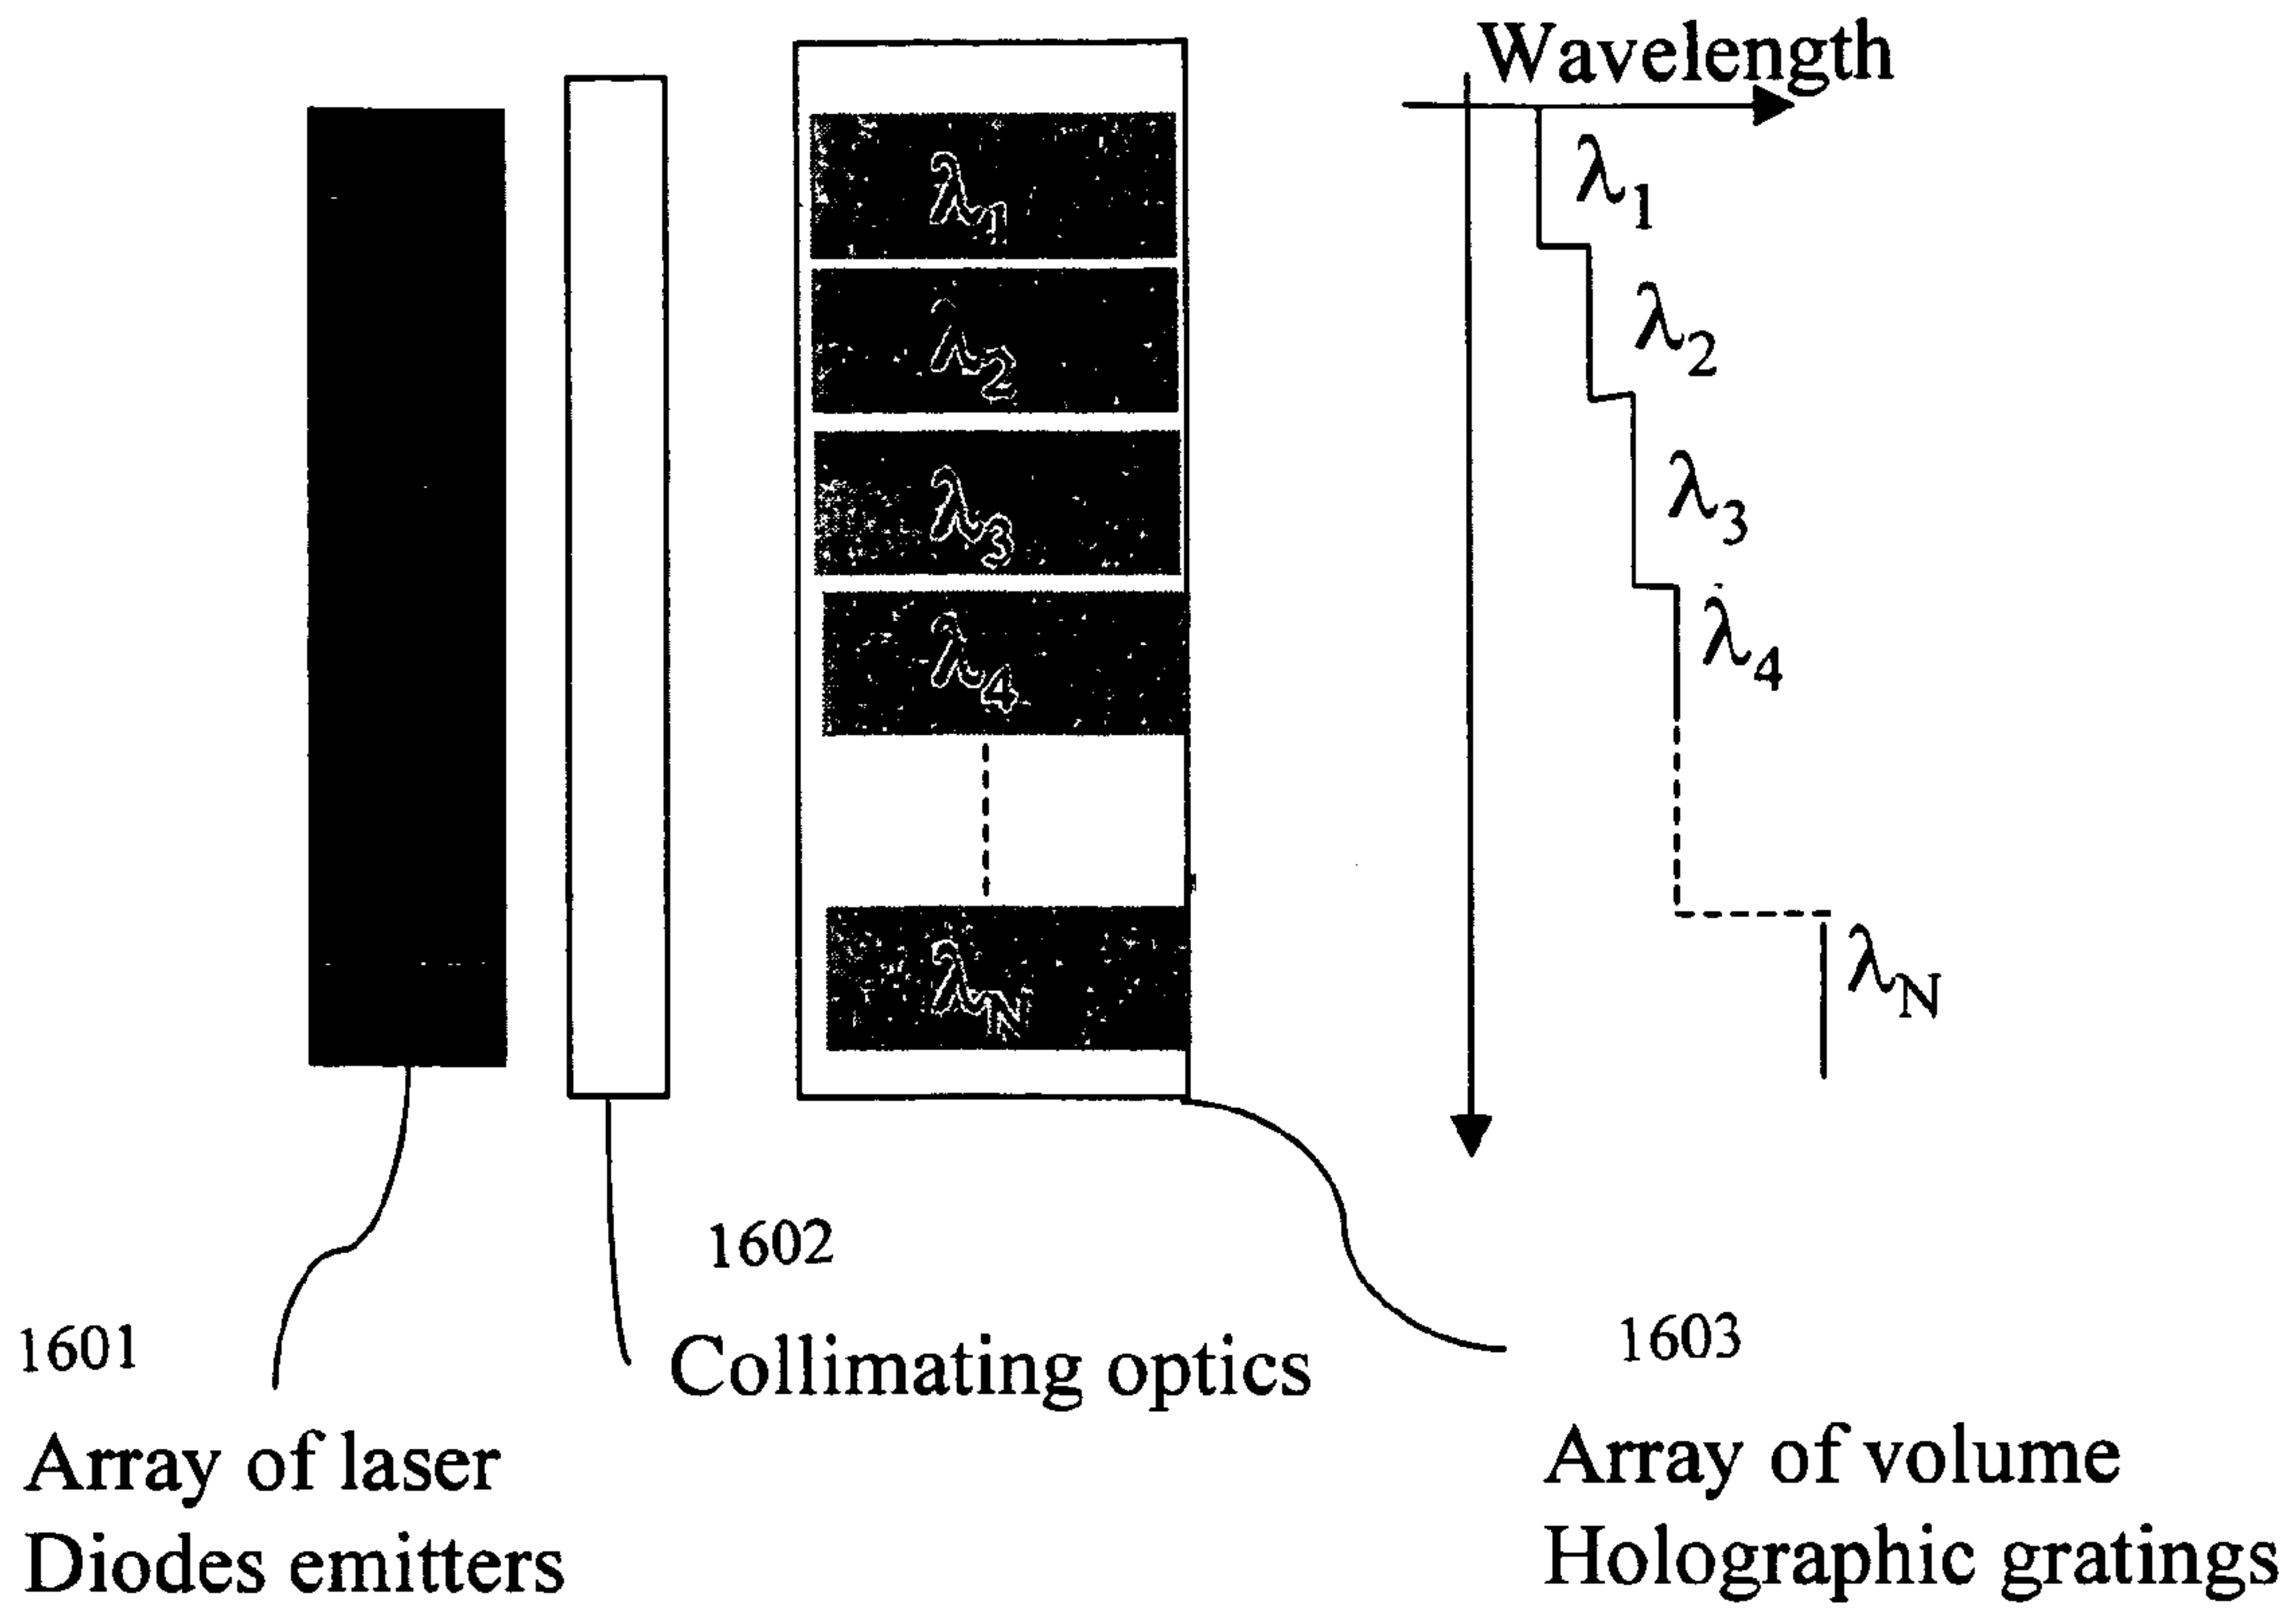 Wavelength
λ1
λ2
λ3
λ4
λN
λ1
λ2
λ3
λ4
λN
1602
Collimating optics
1601
Array of laser
Diodes emitters
1603
Array of volume
Holographic gratings